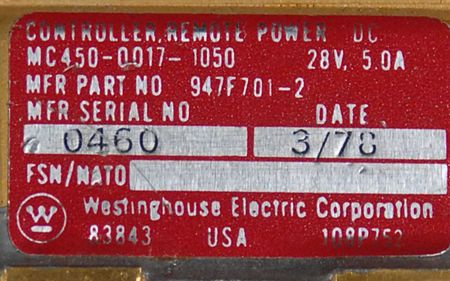 CONTROLLER, REMOTE POWER DC
MC450-0017-1050 28V, 5.0A
MFR PART NO 947F701-2
MFR SERIAL NO DATE
0460 3/78
FSN/NATO
Westinghouse Electric Corporation
83843 USA 108P752